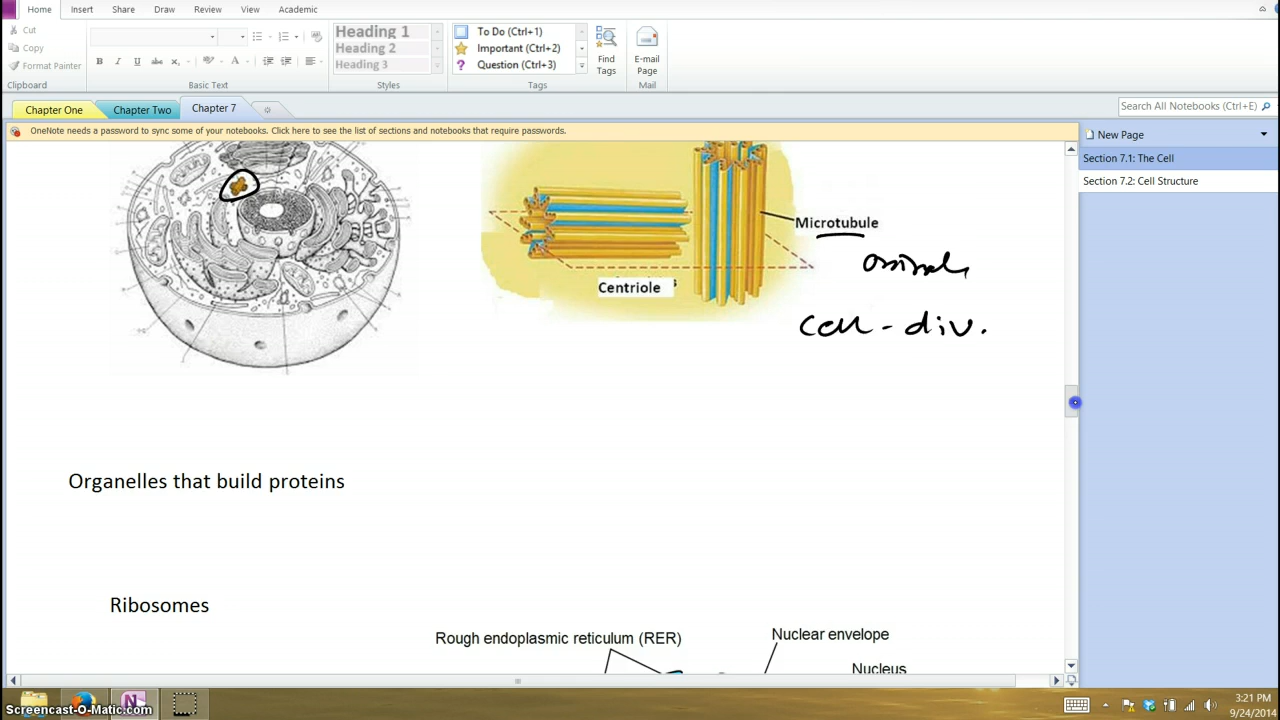 Home Insert Share Draw Review View Academic
Cut
Copy
Format Painter
Clipboard
B I U abc x₂ A
Basic Text
Heading 1
Heading 2
Heading 3
Styles
To Do (Ctrl+1)
Important (Ctrl+2)
? Question (Ctrl+3)
Tags
Find
Tags
E-mail
Page
Mail
Chapter One Chapter Two Chapter 7
Search All Notebooks (Ctrl+E)
OneNote needs a password to sync some of your notebooks. Click here to see the list of sections and notebooks that require passwords.
New Page
Section 7.1: The Cell
Section 7.2: Cell Structure
Microtubule
animals
Centriole
cell - div.
Organelles that build proteins
Ribosomes
Rough endoplasmic reticulum (RER)
Nuclear envelope
Nucleus
Screencast-O-Matic.com
3:21 PM
9/24/2014